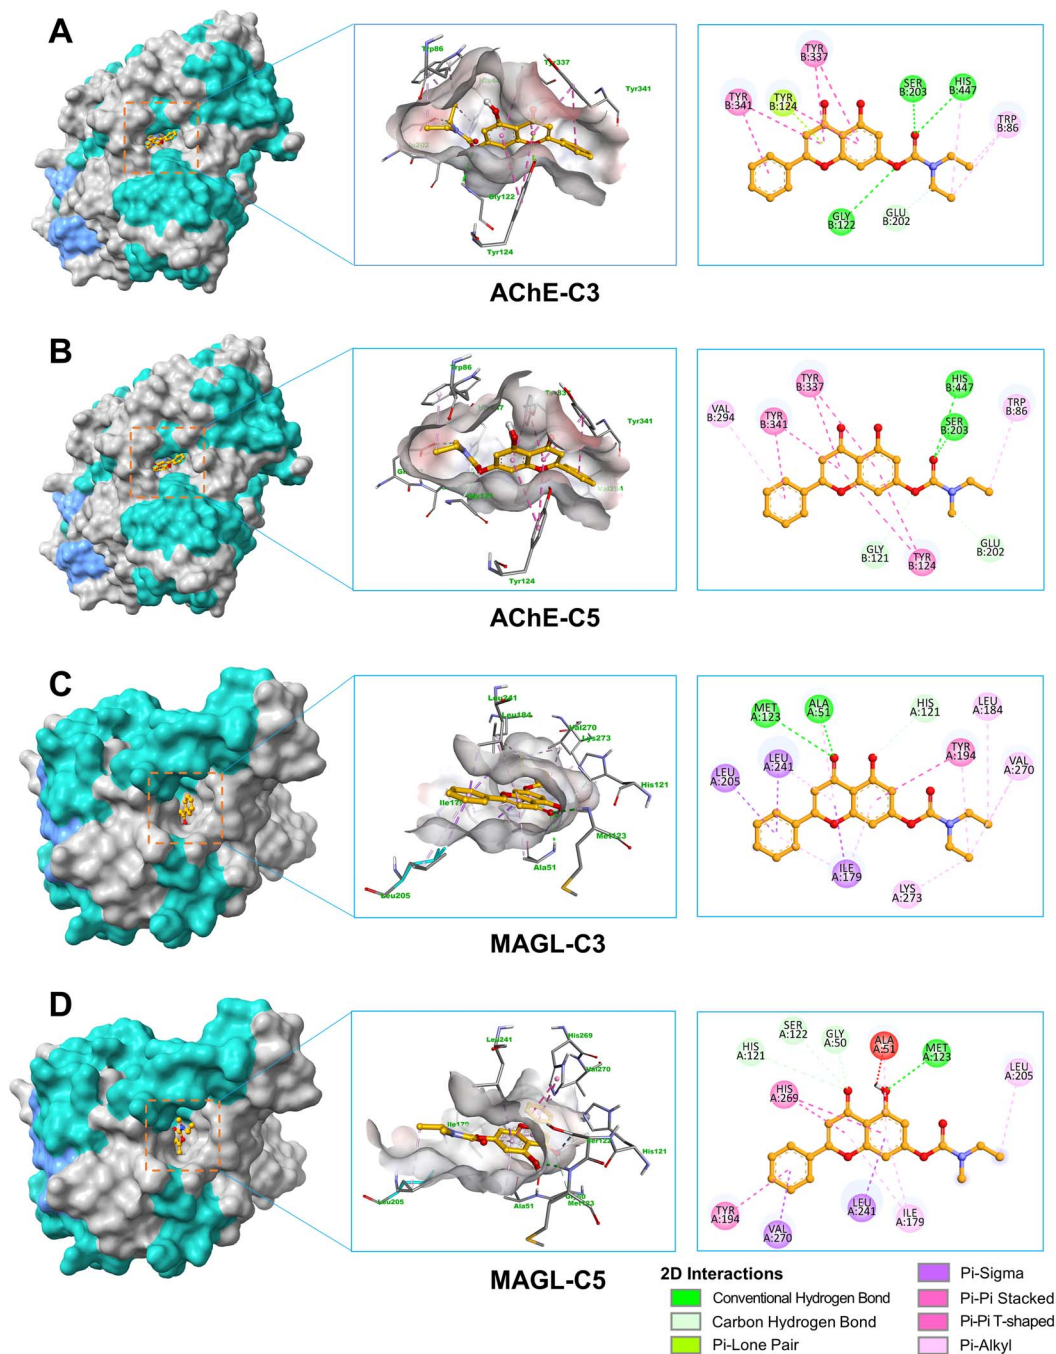 A
Trp86
Tyr337
Tyr341
Gly122
Tyr124
TYR
B:337
TYR
B:341
TYR
B:124
SER
B:203
HIS
B:447
TRP
B:86
GLY
B:122
GLU
B:202
AChE-C3
B
Trp86
Tyr341
Tyr124
TYR
B:337
VAL
B:294
TYR
B:341
HIS
B:447
SER
B:203
TRP
B:86
GLY
B:121
TYR
B:124
GLU
B:202
AChE-C5
C
Leu241
Leu184
Val270
Lys273
His121
Met123
Ala51
Leu205
MET
A:123
ALA
A:51
HIS
A:121
LEU
A:184
LEU
A:205
LEU
A:241
TYR
A:194
VAL
A:270
ILE
A:179
LYS
A:273
MAGL-C3
D
Leu241
His269
Val270
His121
Leu205
Ala51
Met123
HIS
A:121
SER
A:122
GLY
A:50
ALA
A:51
MET
A:123
LEU
A:205
HIS
A:269
TYR
A:194
VAL
A:270
LEU
A:241
ILE
A:179
MAGL-C5
2D Interactions
Conventional Hydrogen Bond
Carbon Hydrogen Bond
Pi-Lone Pair
Pi-Sigma
Pi-Pi Stacked
Pi-Pi T-shaped
Pi-Alkyl